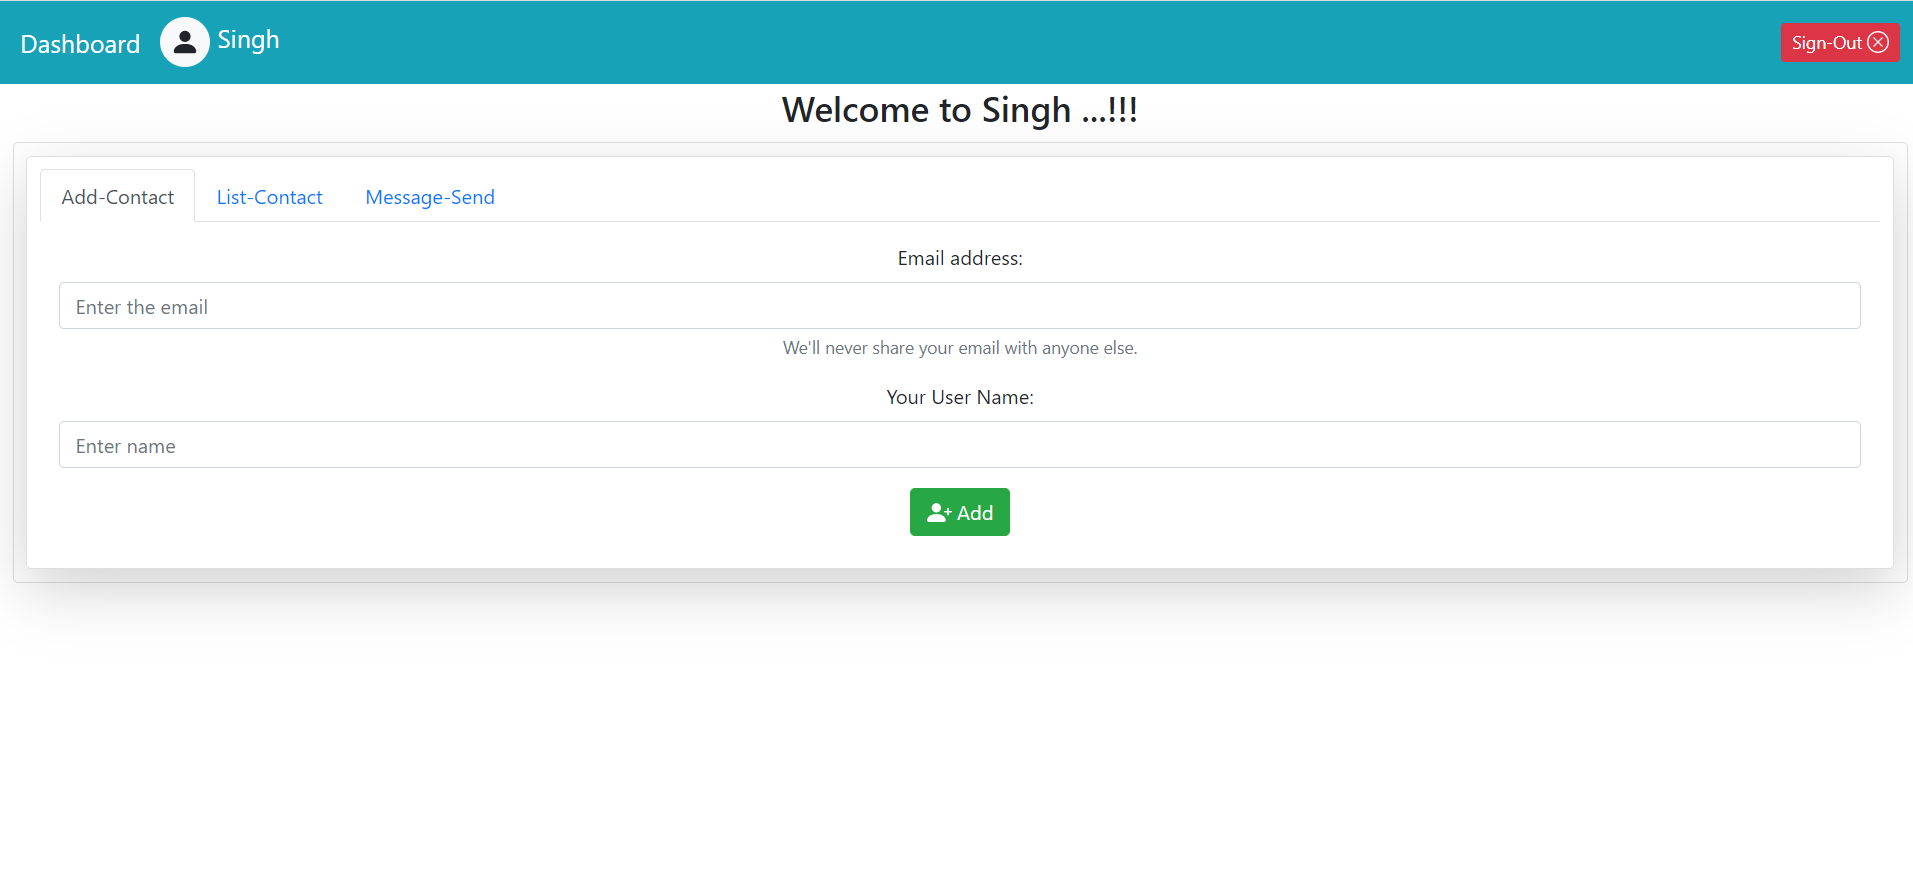 Dashboard Singh Sign-Out
Welcome to Singh ...!!!
Add-Contact List-Contact Message-Send
Email address:
Enter the email
We'll never share your email with anyone else.
Your User Name:
Enter name
Add